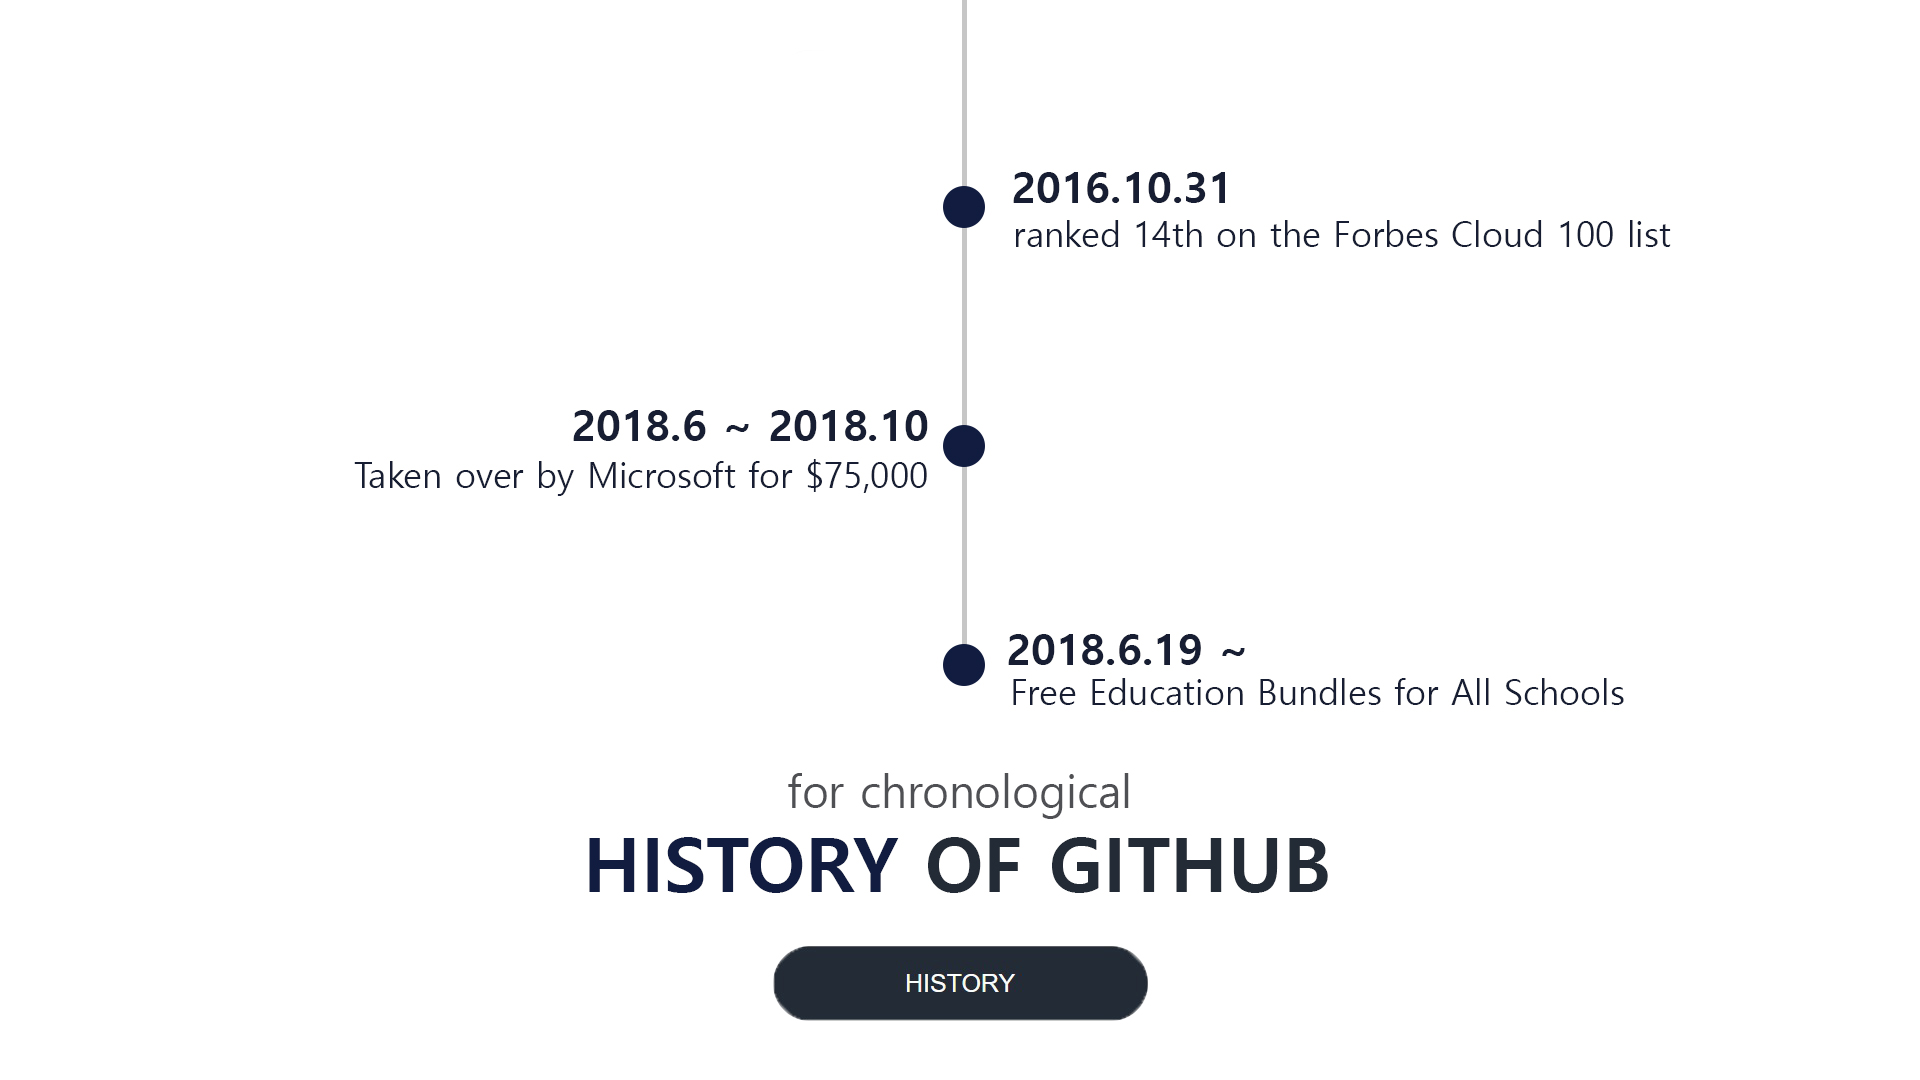 2016.10.31
ranked 14th on the Forbes Cloud 100 list
2018.6 ~ 2018.10
Taken over by Microsoft for $75,000
2018.6.19 ~
Free Education Bundles for All Schools
for chronological
HISTORY OF GITHUB
HISTORY